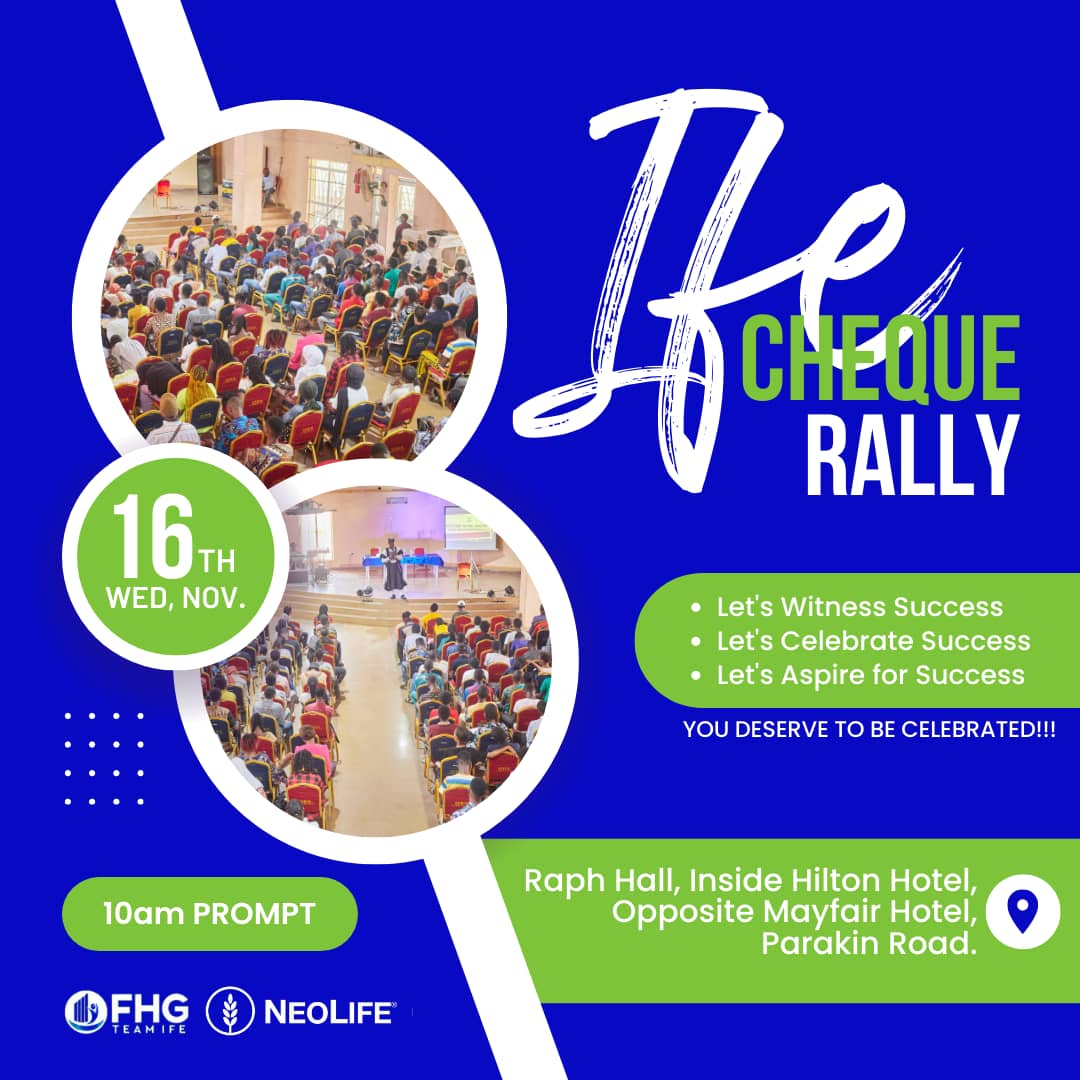 Ife
CHEQUE
RALLY
16TH
WED, NOV.
• Let's Witness Success
• Let's Celebrate Success
• Let's Aspire for Success
YOU DESERVE TO BE CELEBRATED!!!
Raph Hall, Inside Hilton Hotel,
Opposite Mayfair Hotel,
Parakin Road.
10am PROMPT
FHG
TEAM IFE
NEOLIFE®